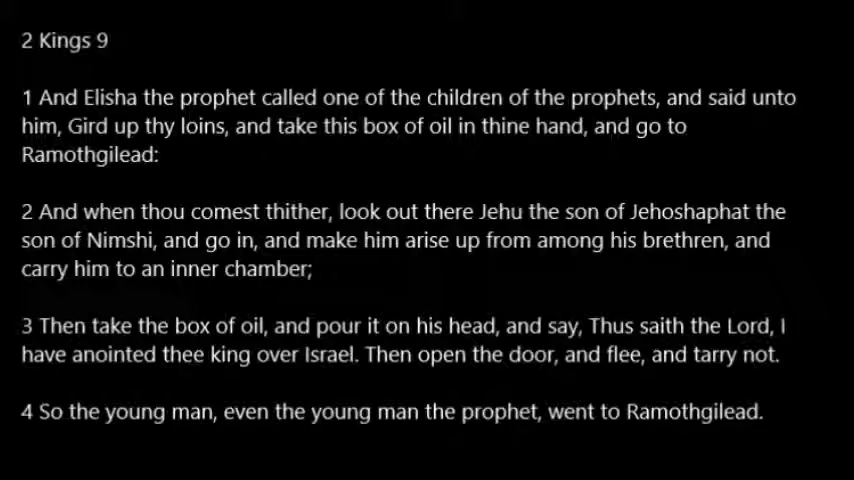 2 Kings 9
1 And Elisha the prophet called one of the children of the prophets, and said unto
him, Gird up thy loins, and take this box of oil in thine hand, and go to
Ramothgilead:
2 And when thou comest thither, look out there Jehu the son of Jehoshaphat the
son of Nimshi, and go in, and make him arise up from among his brethren, and
carry him to an inner chamber;
3 Then take the box of oil, and pour it on his head, and say, Thus saith the Lord, I
have anointed thee king over Israel. Then open the door, and flee, and tarry not.
4 So the young man, even the young man the prophet, went to Ramothgilead.